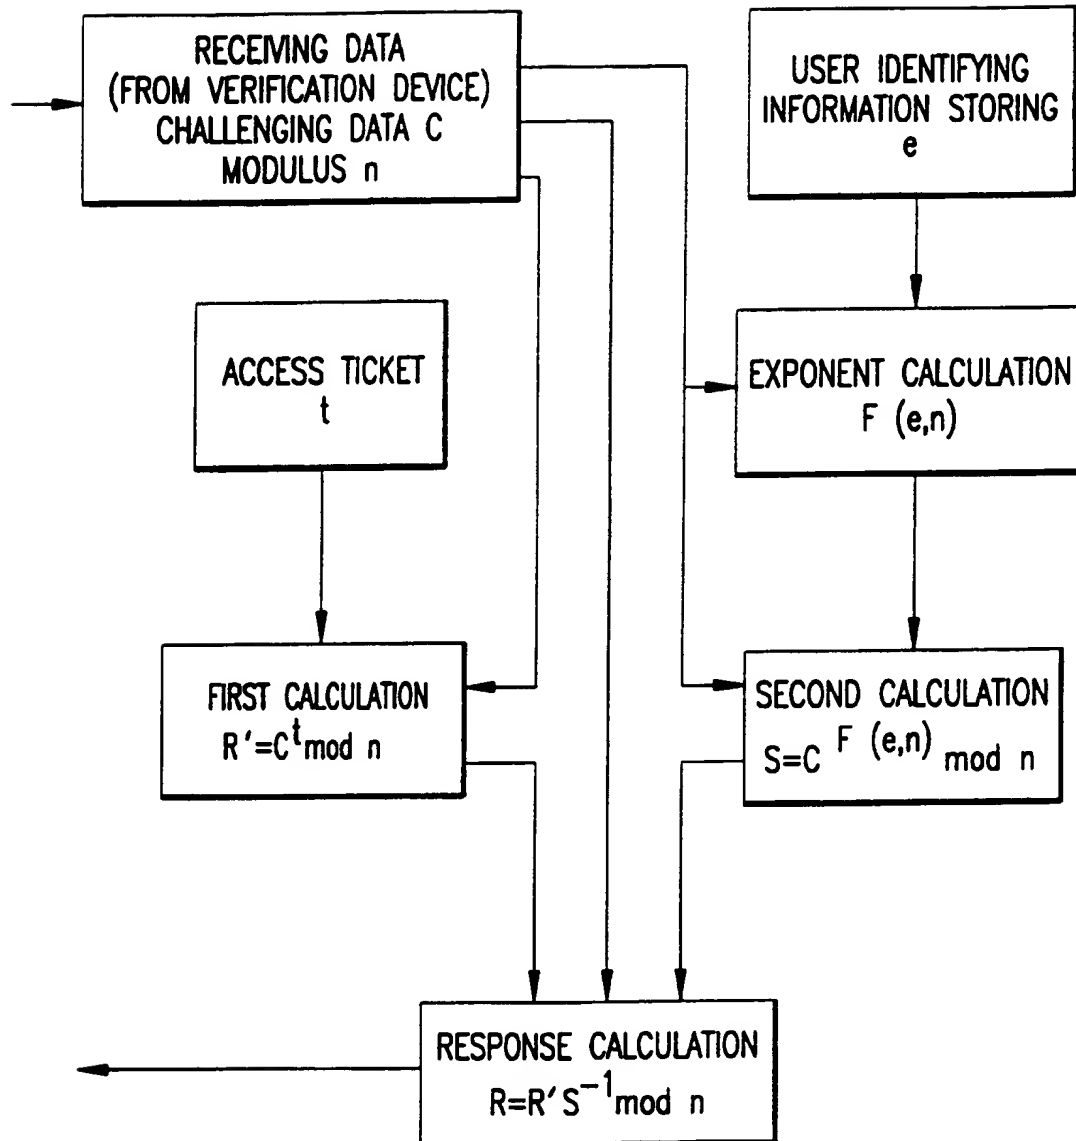 RECEIVING DATA
(FROM VERIFICATION DEVICE)
CHALLENGING DATA C
MODULUS n
USER IDENTIFYING
INFORMATION STORING
e
ACCESS TICKET
t
EXPONENT CALCULATION
F (e,n)
FIRST CALCULATION
R'=C^t mod n
SECOND CALCULATION
S=C^F (e,n) mod n
RESPONSE CALCULATION
R=R'S^-1 mod n